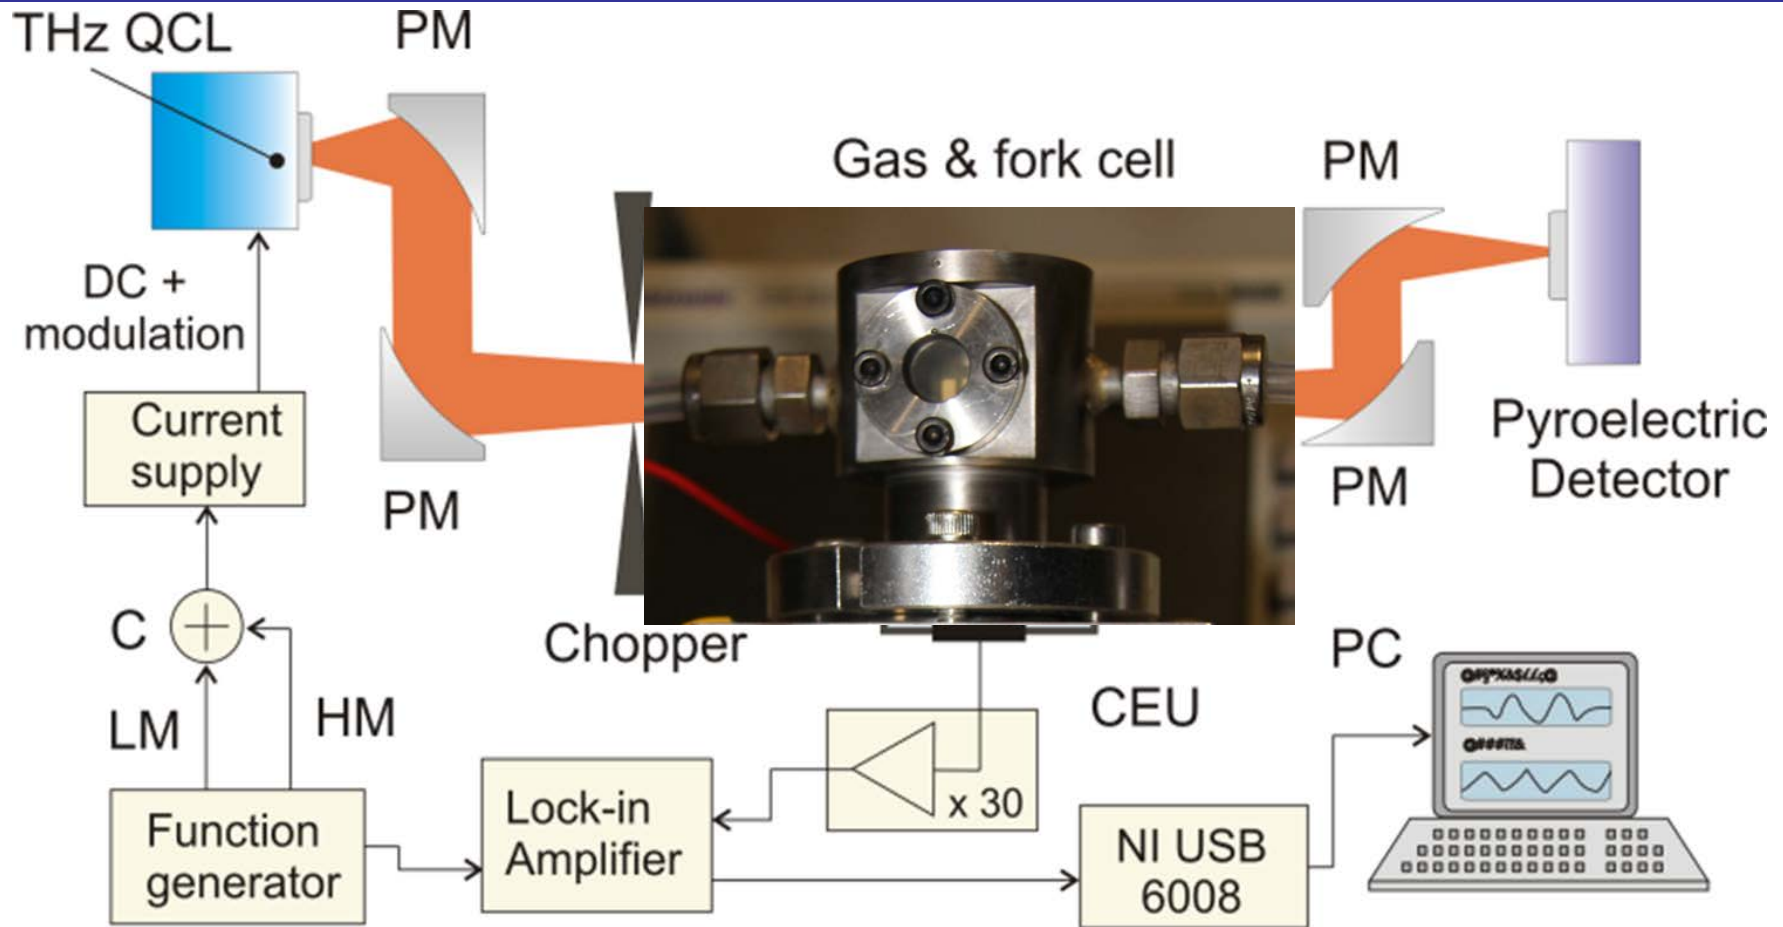 THz QCL
PM
Gas & fork cell
PM
DC +
modulation
Current
supply
PM
PM
Pyroelectric
Detector
C
Chopper
PC
LM
HM
CEU
x 30
Function
generator
Lock-in
Amplifier
NI USB
6008